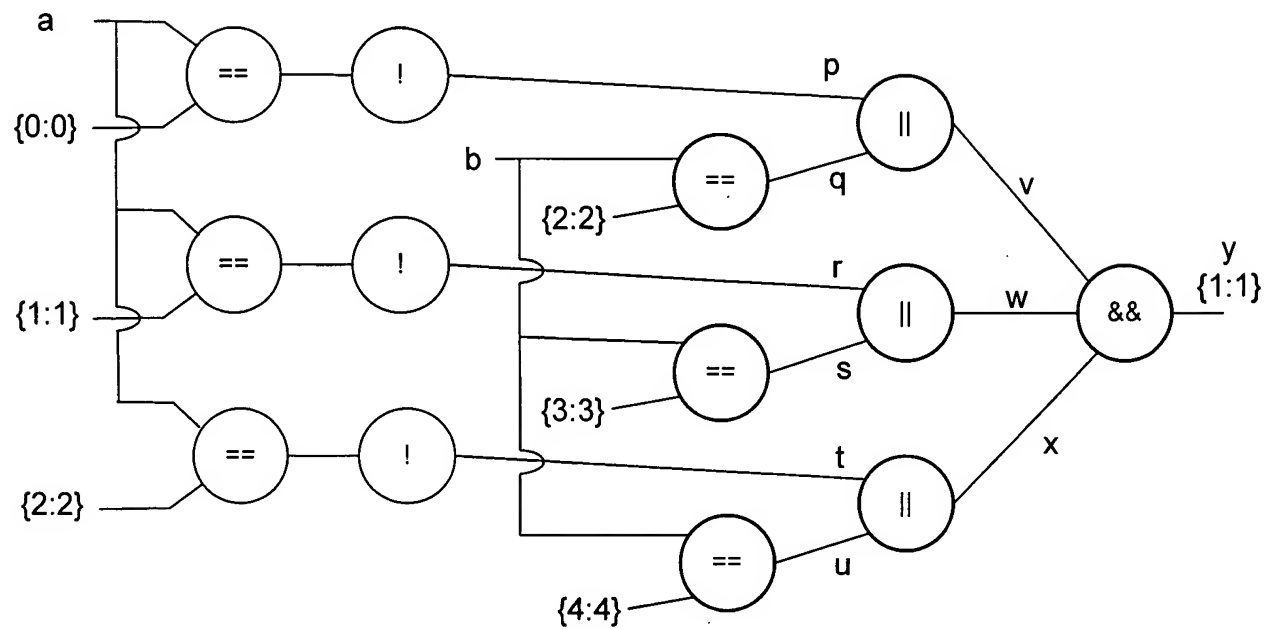 a
== ! p
{0:0} ||
b
== q
v
{2:2}
y
== ! r {1:1}
w
{1:1} || &&
== s
{3:3}
x
== ! t
{2:2} ||
== u
{4:4}